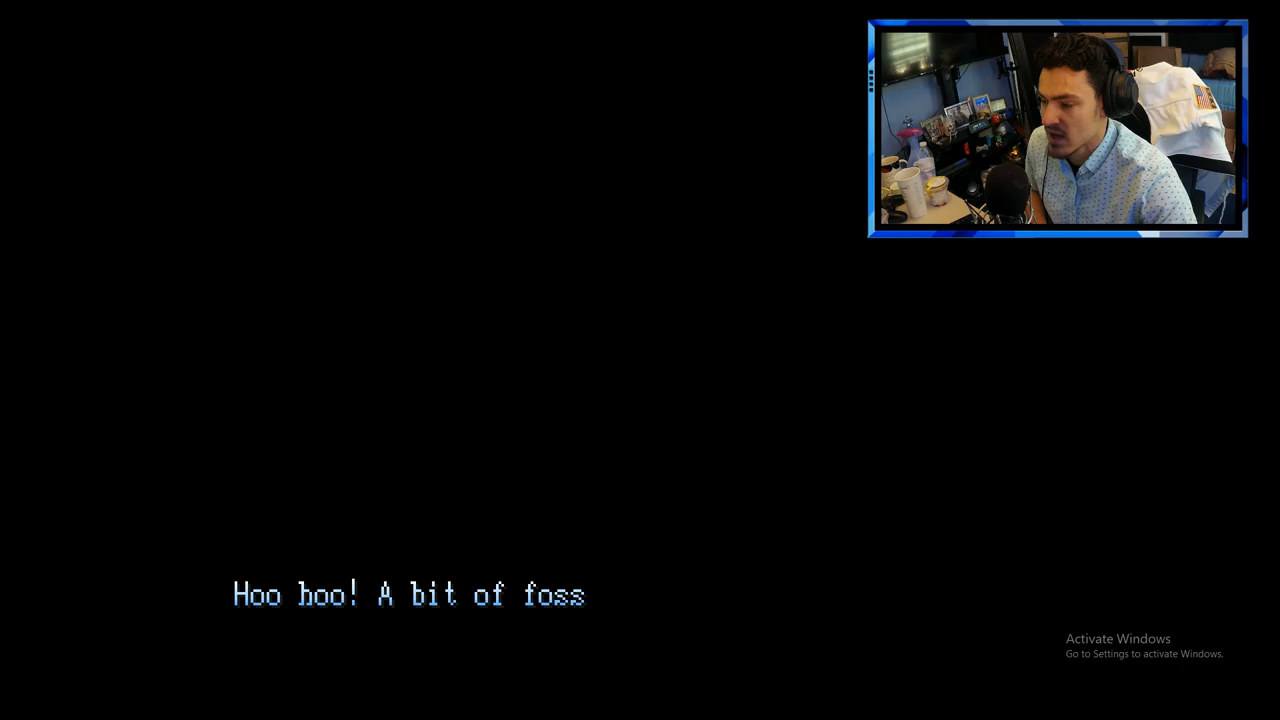 Hoo hoo! A bit of foss
Activate Windows
Go to Settings to activate Windows.